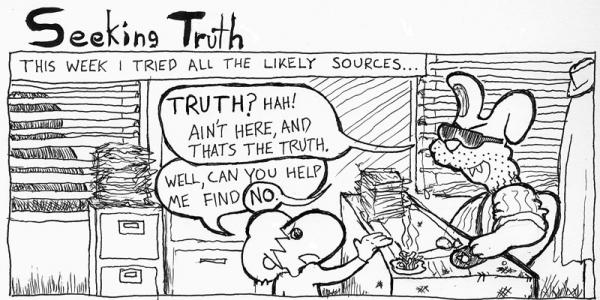 Seeking Truth
THIS WEEK I TRIED ALL THE LIKELY SOURCES...
TRUTH? HAH!
AIN'T HERE, AND
THATS THE TRUTH.
WELL, CAN YOU HELP
ME FIND NO.